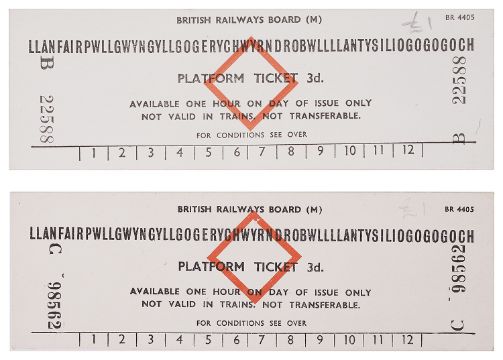 BRITISH RAILWAYS BOARD (M)
£1
BR 4405
LLANFAIRPWLLGWYNGYLLGOGERYCHWYRNDROBWLLLLANTYSILIOGOGOGOCH
B 22588
PLATFORM TICKET 3d.
AVAILABLE ONE HOUR ON DAY OF ISSUE ONLY
NOT VALID IN TRAINS. NOT TRANSFERABLE.
FOR CONDITIONS SEE OVER
B 22588
| 1 | 2 | 3 | 4 | 5 | 6 | 7 | 8 | 9 | 10 | 11 | 12 |
BRITISH RAILWAYS BOARD (M)
£1
BR 4405
LLANFAIRPWLLGWYNGYLLGOGERYCHWYRNDROBWLLLLANTYSILIOGOGOGOCH
C 98562
PLATFORM TICKET 3d.
AVAILABLE ONE HOUR ON DAY OF ISSUE ONLY
NOT VALID IN TRAINS. NOT TRANSFERABLE.
FOR CONDITIONS SEE OVER
C 98562
| 1 | 2 | 3 | 4 | 5 | 6 | 7 | 8 | 9 | 10 | 11 | 12 |